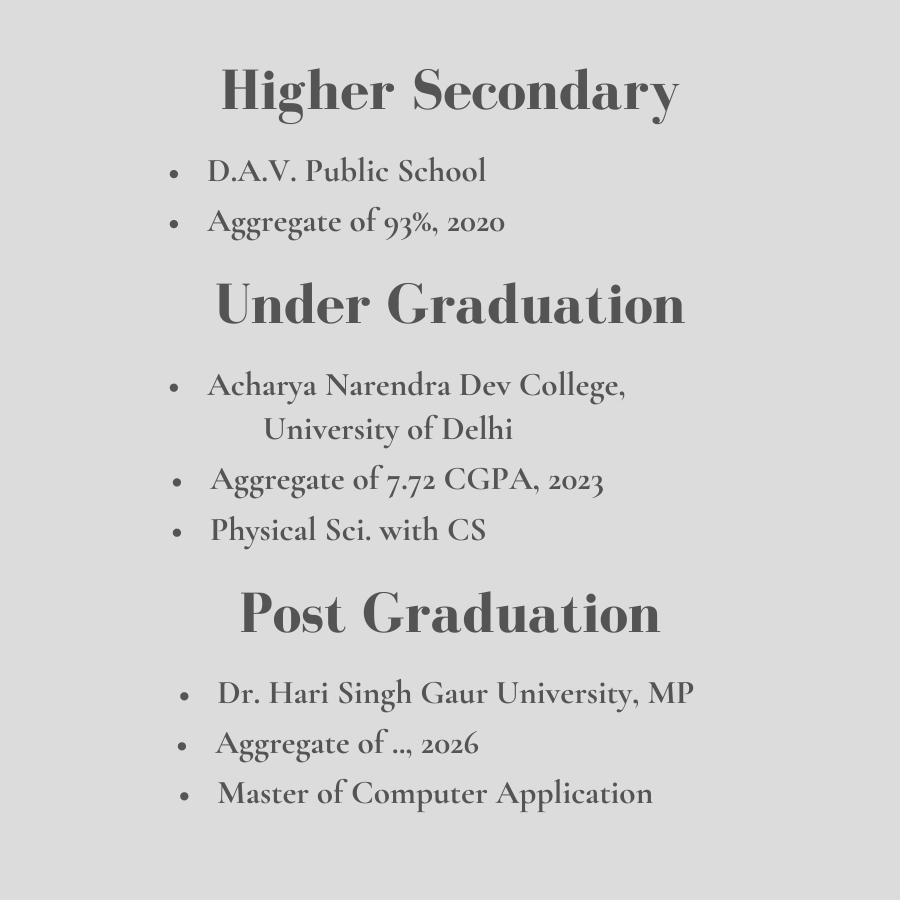 Higher Secondary
• D.A.V. Public School
• Aggregate of 93%, 2020
Under Graduation
• Acharya Narendra Dev College,
University of Delhi
• Aggregate of 7.72 CGPA, 2023
• Physical Sci. with CS
Post Graduation
• Dr. Hari Singh Gaur University, MP
• Aggregate of .., 2026
• Master of Computer Application